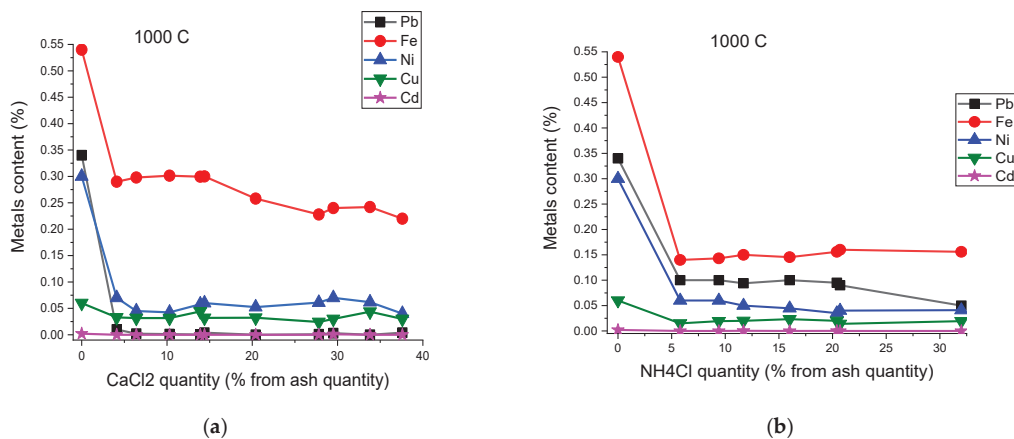 1000 C
Pb
Fe
Ni
Cu
Cd
0.55
0.50
0.45
0.40
0.35
0.30
0.25
0.20
0.15
0.10
0.05
0.00
Metals content (%)
0 10 20 30 40
CaCl2 quantity (% from ash quantity)
(a)
1000 C
Pb
Fe
Ni
Cu
Cd
0.55
0.50
0.45
0.40
0.35
0.30
0.25
0.20
0.15
0.10
0.05
0.00
Metals content (%)
0 5 10 15 20 25 30
NH4Cl quantity (% from ash quantity)
(b)